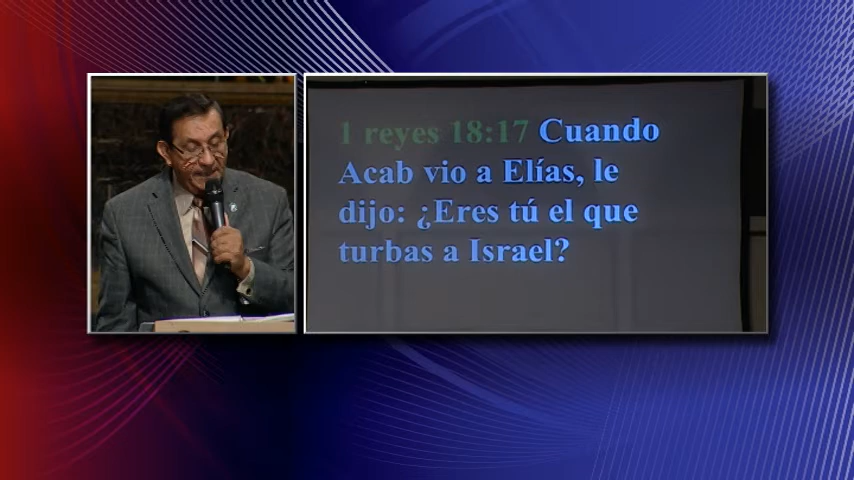 1 reyes 18:17 Cuando
Acab vio a Elías, le
dijo: ¿Eres tú el que
turbas a Israel?